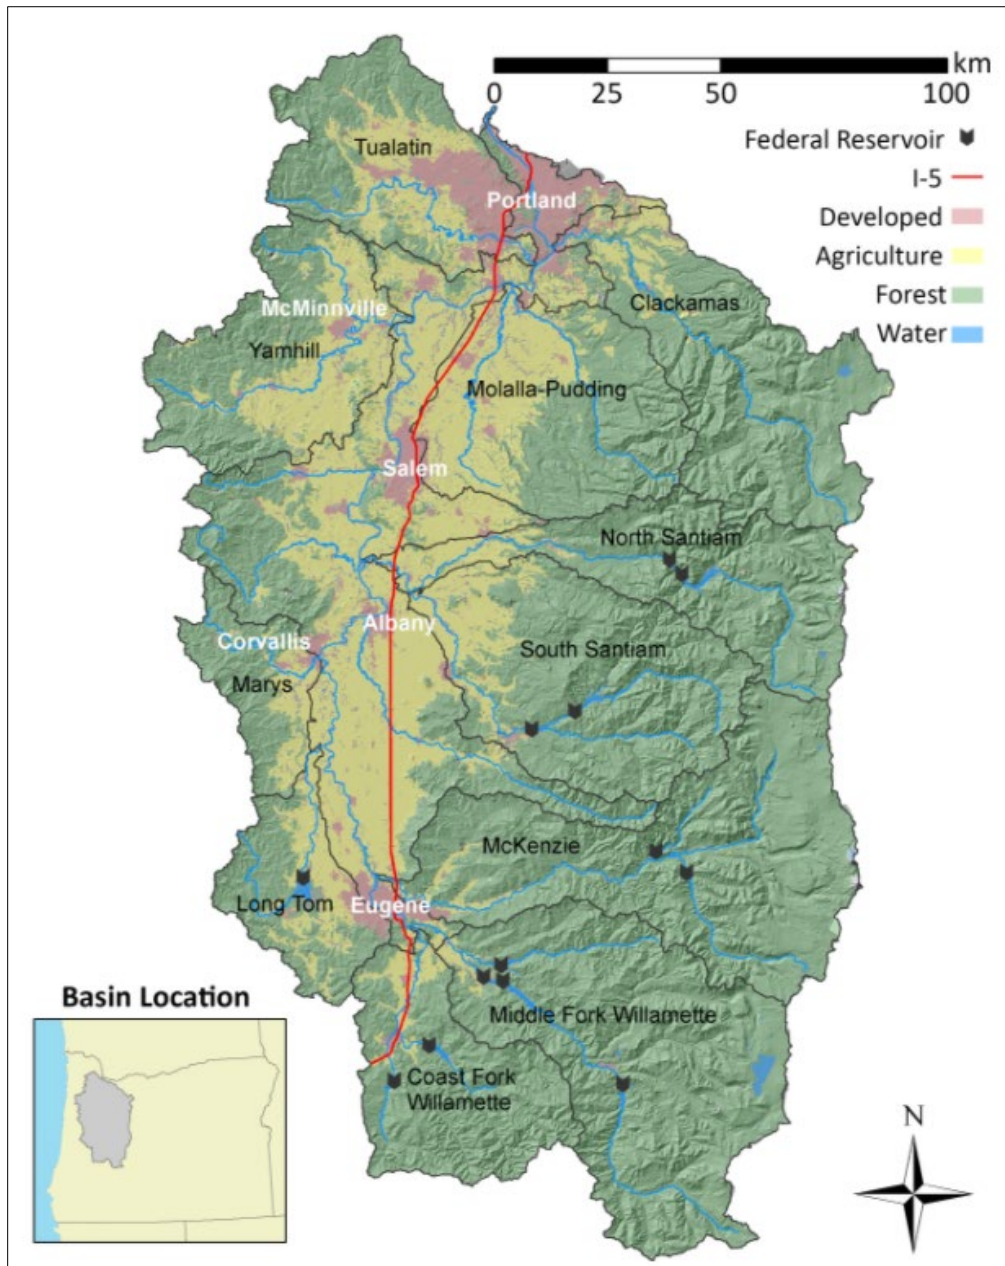 km
0 25 50 100
Federal Reservoir
I-5
Developed
Agriculture
Forest
Water
Tualatin
Portland
McMinnville
Clackamas
Yamhill
Molalla-Pudding
Salem
North Santiam
Albany
Corvallis
South Santiam
Marys
McKenzie
Long Tom
Eugene
Basin Location
Middle Fork Willamette
Coast Fork
Willamette
N